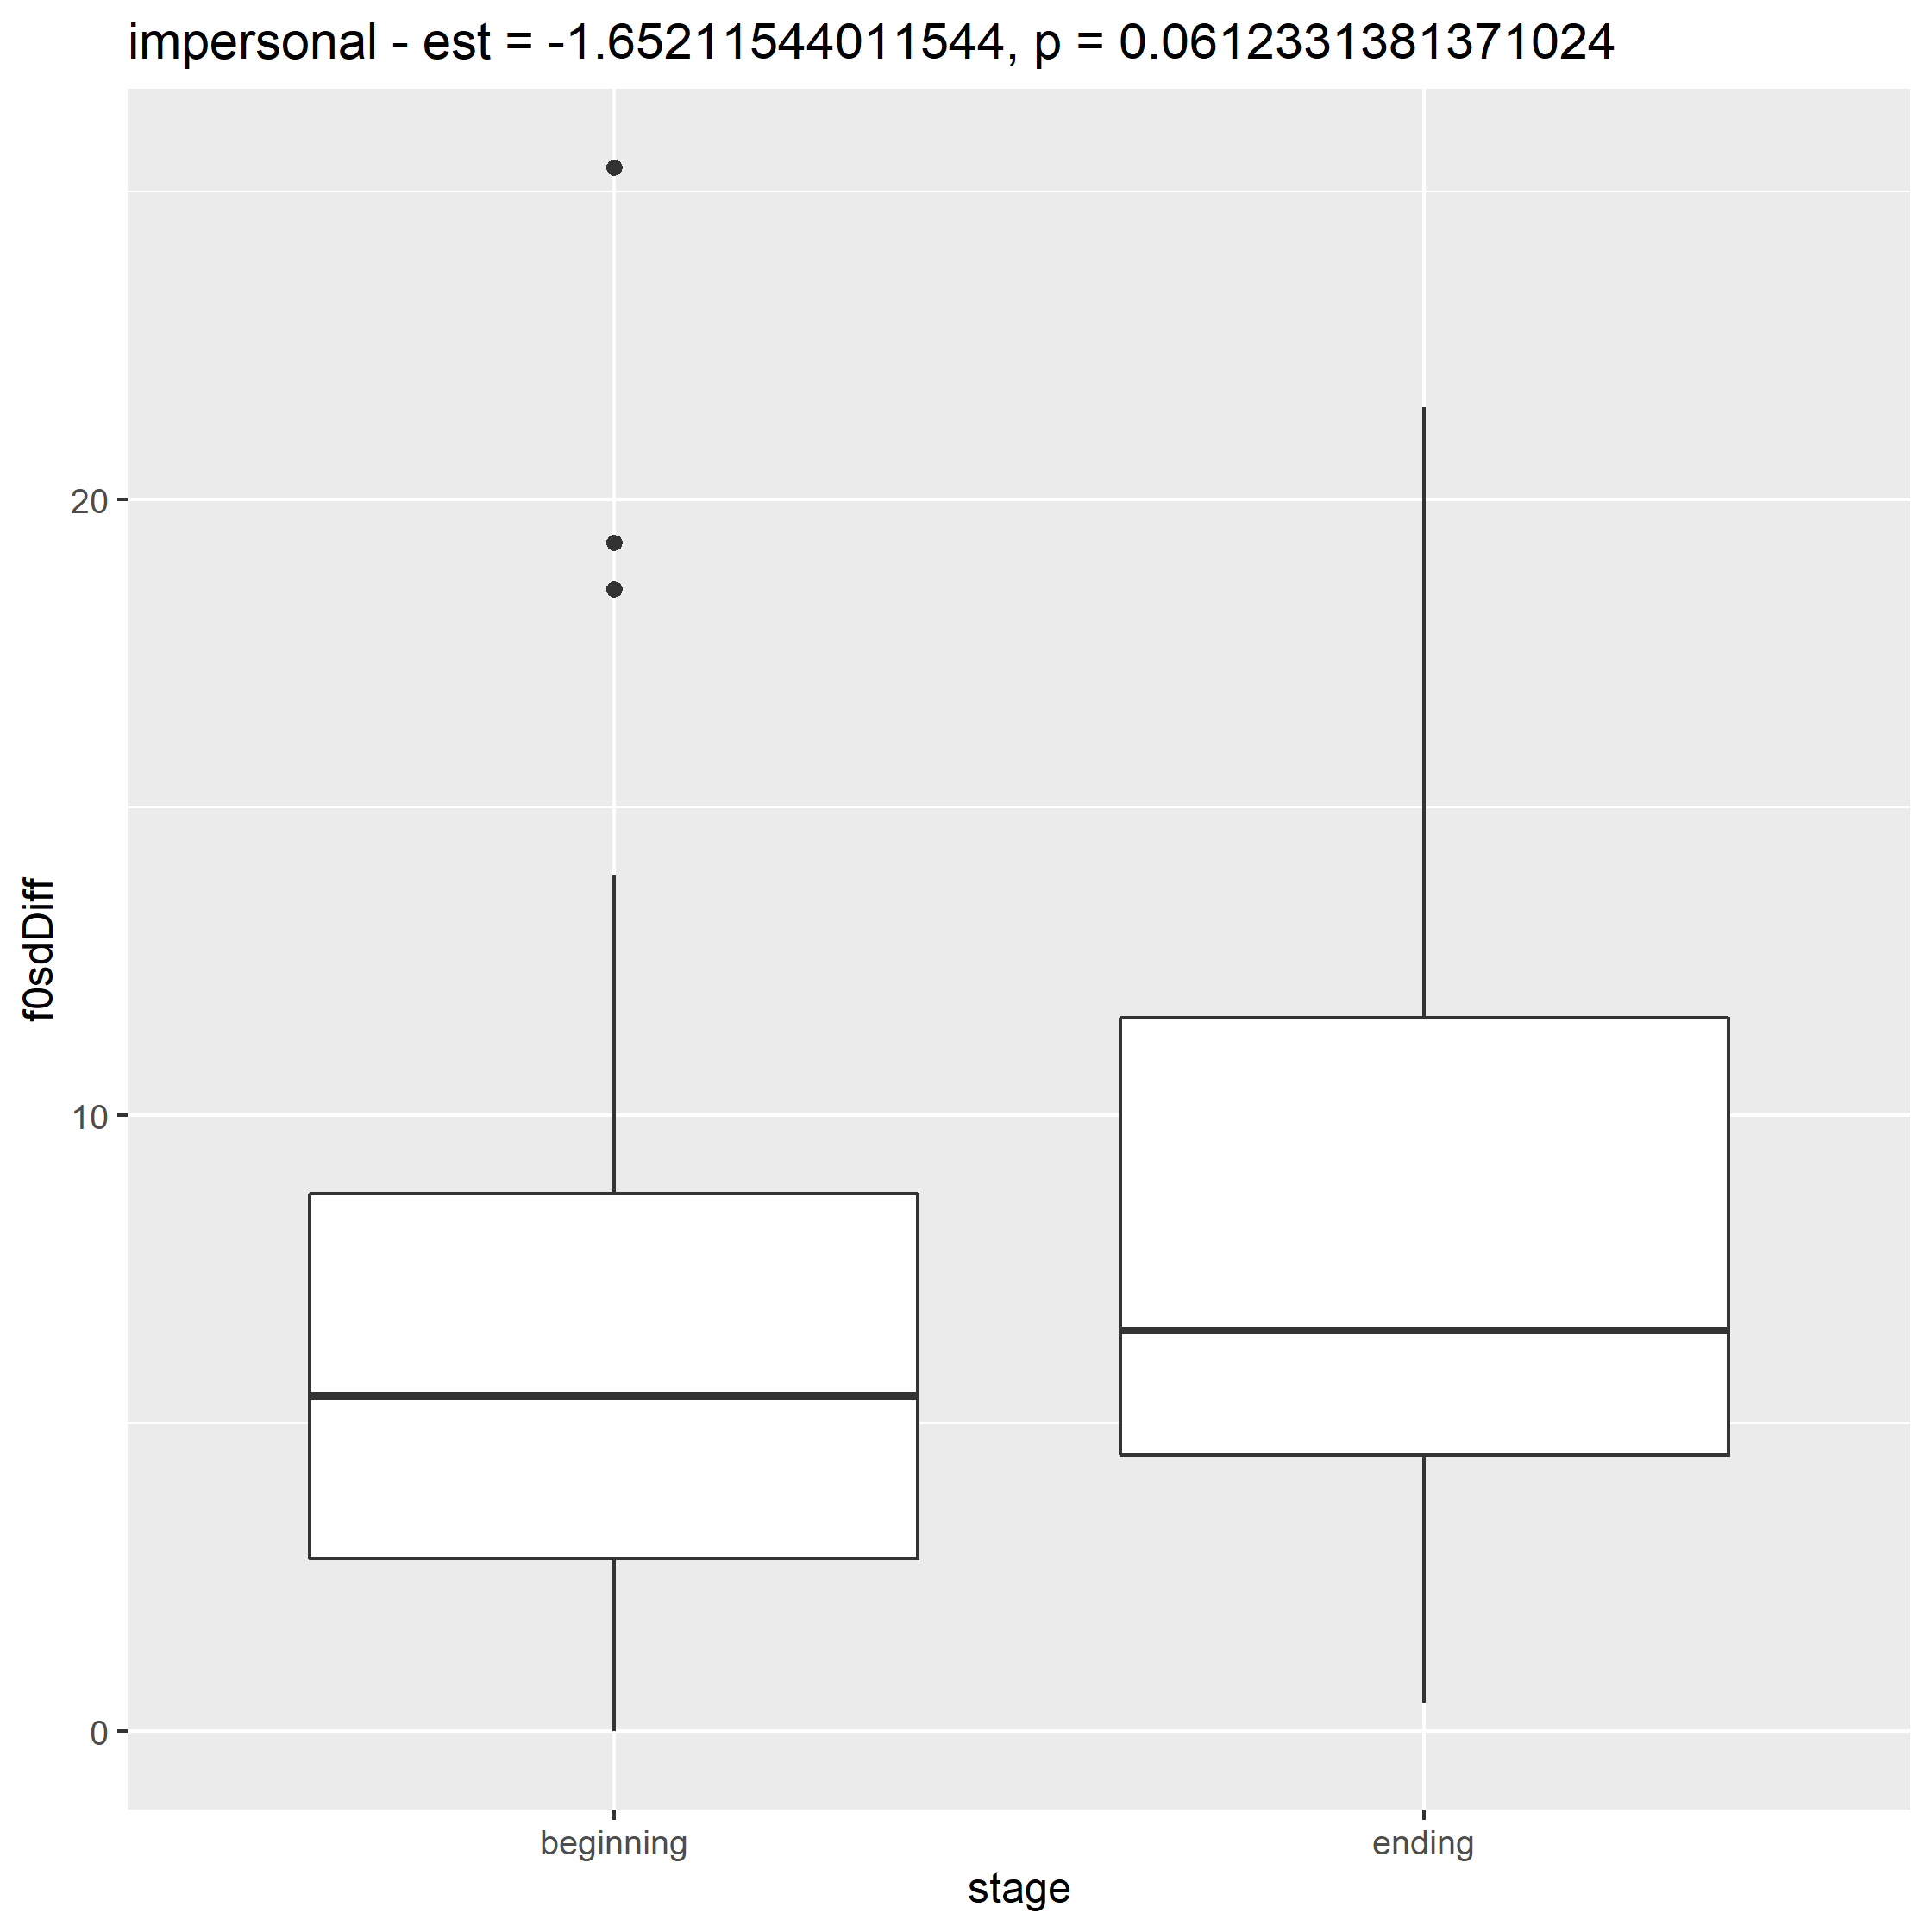 impersonal - est = -1.65211544011544, p = 0.0612331381371024
f0sdDiff
20
10
0
beginning
ending
stage